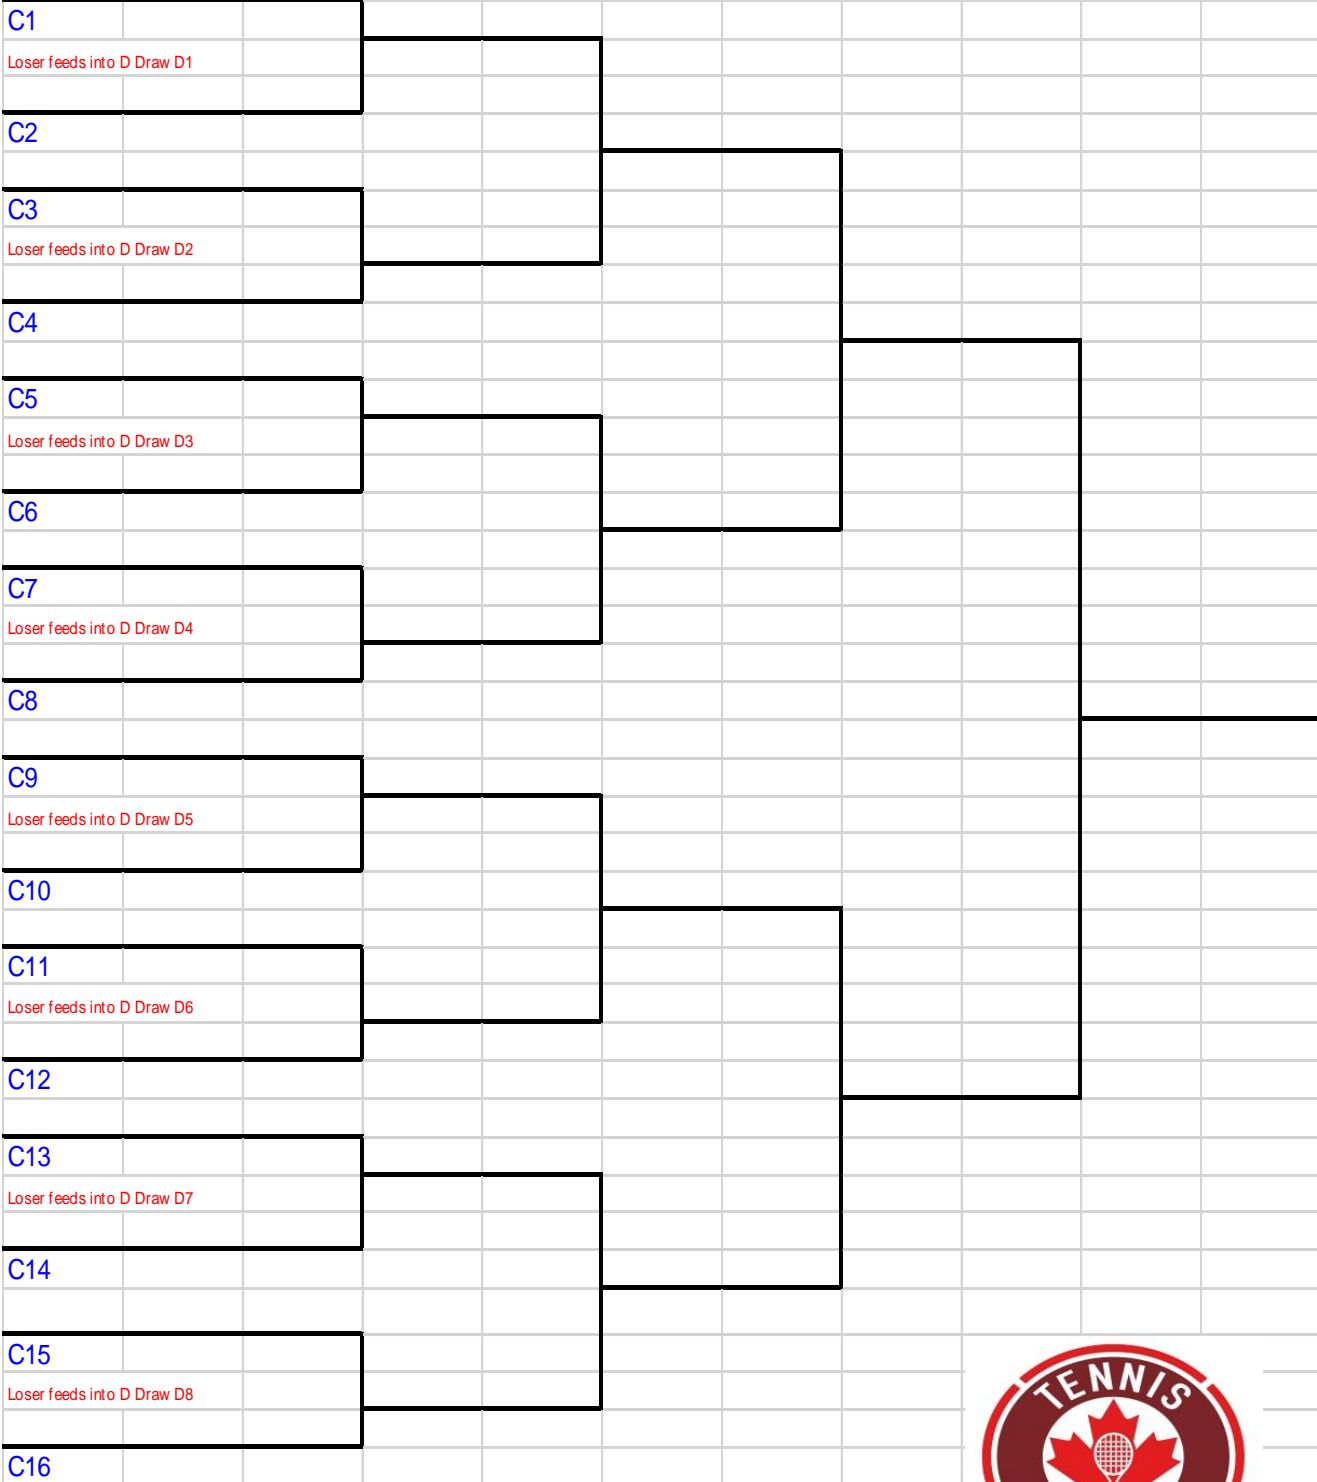 C1
Loser feeds into D Draw D1
C2
C3
Loser feeds into D Draw D2
C4
C5
Loser feeds into D Draw D3
C6
C7
Loser feeds into D Draw D4
C8
C9
Loser feeds into D Draw D5
C10
C11
Loser feeds into D Draw D6
C12
C13
Loser feeds into D Draw D7
C14
C15
Loser feeds into D Draw D8
C16
TENNIS